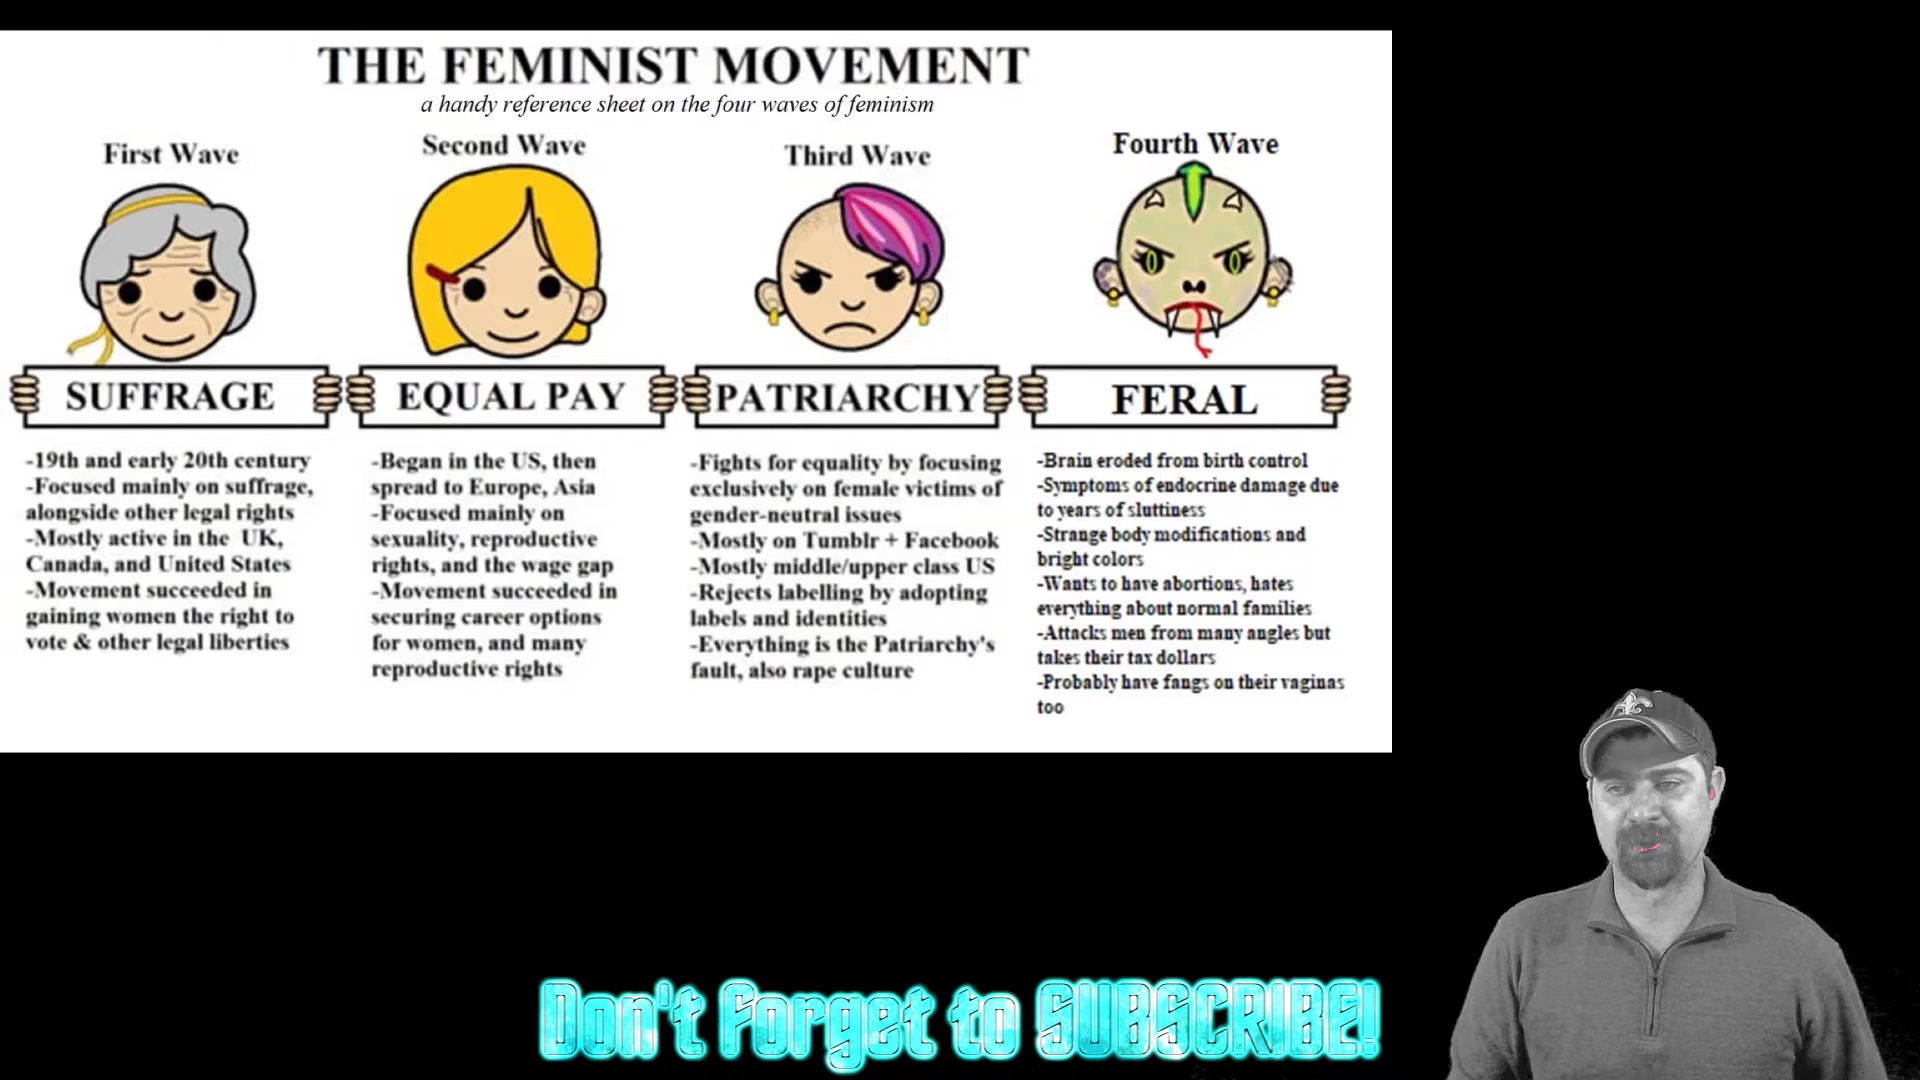 THE FEMINIST MOVEMENT
a handy reference sheet on the four waves of feminism
First Wave
SUFFRAGE
-19th and early 20th century
-Focused mainly on suffrage,
alongside other legal rights
-Mostly active in the UK,
Canada, and United States
-Movement succeeded in
gaining women the right to
vote & other legal liberties
Second Wave
EQUAL PAY
-Began in the US, then
spread to Europe, Asia
-Focused mainly on
sexuality, reproductive
rights, and the wage gap
-Movement succeeded in
securing career options
for women, and many
reproductive rights
Third Wave
PATRIARCHY
-Fights for equality by focusing
exclusively on female victims of
gender-neutral issues
-Mostly on Tumblr + Facebook
-Mostly middle/upper class US
-Rejects labelling by adopting
labels and identities
-Everything is the Patriarchy's
fault, also rape culture
Fourth Wave
FERAL
-Brain eroded from birth control
-Symptoms of endocrine damage due
to years of sluttiness
-Strange body modifications and
bright colors
-Wants to have abortions, hates
everything about normal families
-Attacks men from many angles but
takes their tax dollars
-Probably have fangs on their vaginas
too
Don't forget to SUBSCRIBE!